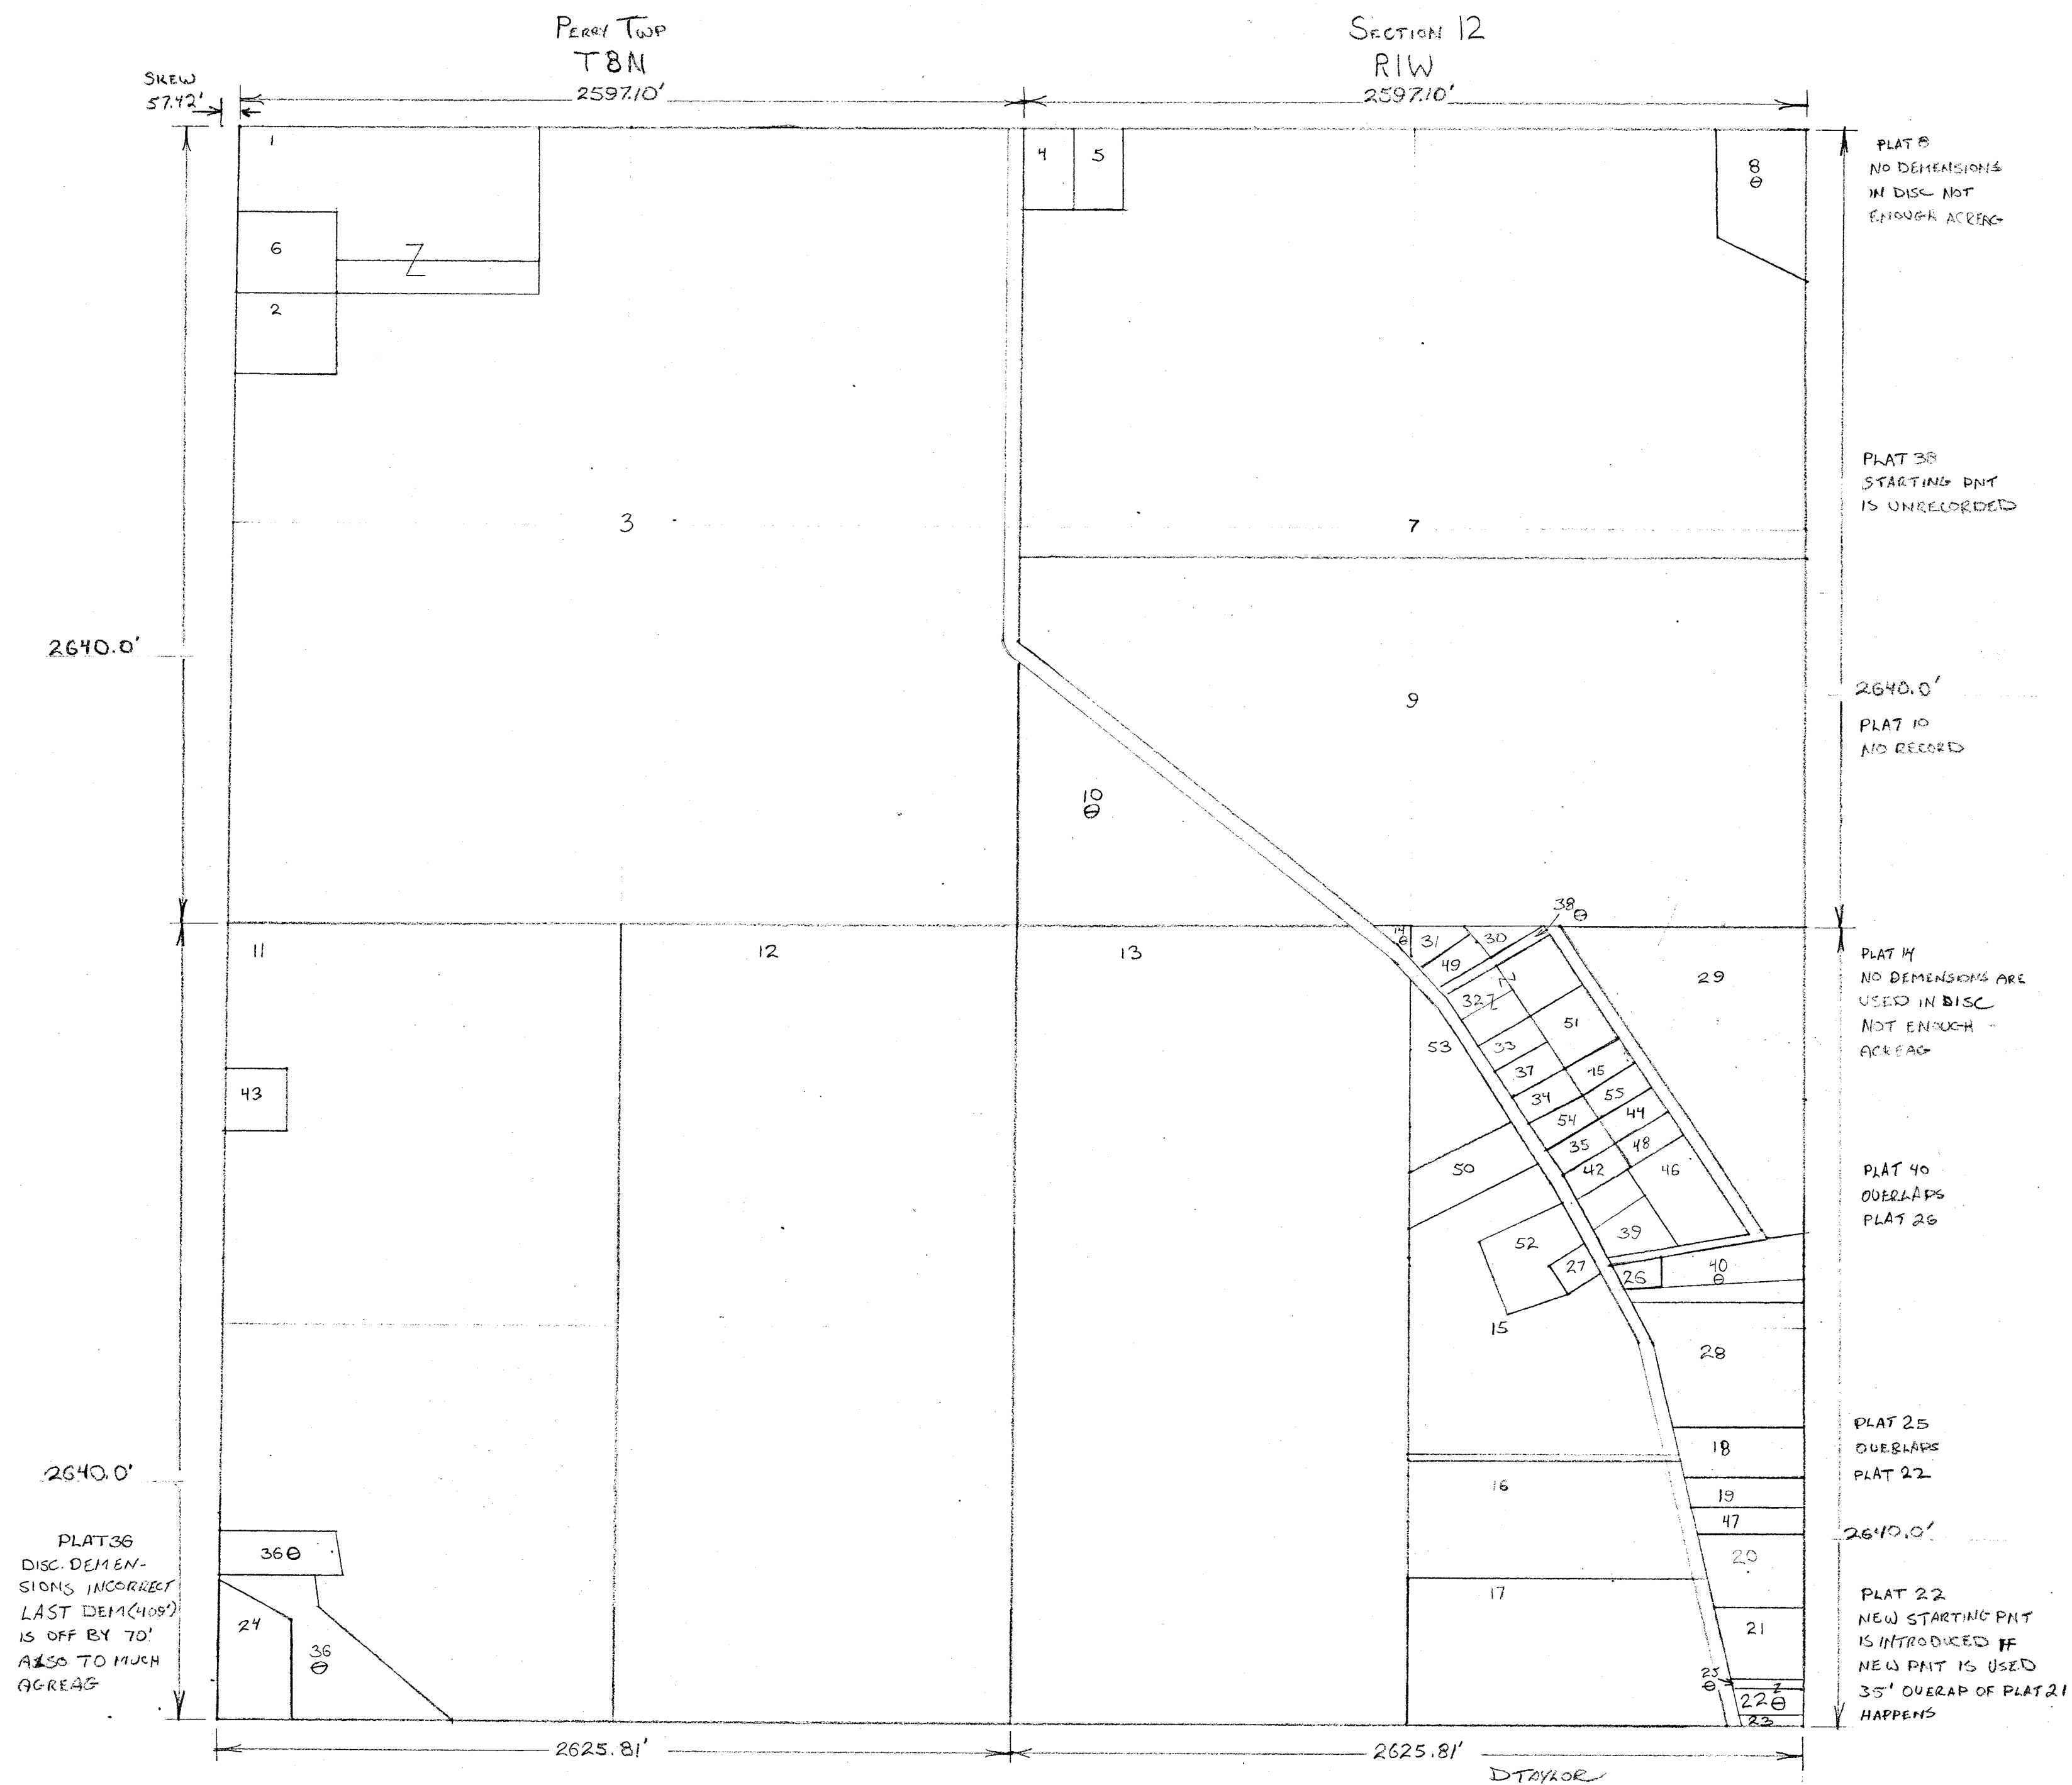 PERRY TWP
T8N
SECTION 12
R1W
SKEW
57.42'
2597.10'
2597.10'
1
4
5
8
θ
6
Z
2
3
7
9
10
θ
2640.0'
PLAT 8
NO DEMENSIONS
IN DISC NOT
ENOUGH ACREAG
PLAT 38
STARTING PNT
IS UNRECORDED
2640.0'
PLAT 10
NO RECORD
11
12
13
14
θ
31
30
38
θ
49
29
32Z
Z
51
33
53
37
45
34
55
54
44
35
48
42
46
50
43
39
52
27
26
40
θ
15
28
18
16
19
47
20
17
21
25
θ
Z
22θ
23
PLAT 14
NO DEMENSIONS ARE
USED IN DISC
NOT ENOUGH
ACREAG
PLAT 40
OVERLAPS
PLAT 26
PLAT 25
OVERLAPS
PLAT 22
2640.0'
PLAT 22
NEW STARTING PNT
IS INTRODUCED IF
NEW PNT IS USED
35' OVERAP OF PLAT 21
HAPPENS
2640.0'
PLAT 36
DISC. DEMEN-
SIONS INCORRECT
LAST DEM (409')
IS OFF BY 70'
ALSO TO MUCH
AGREAG
36θ
24
36
θ
2625.81'
2625.81'
DTAYLOR